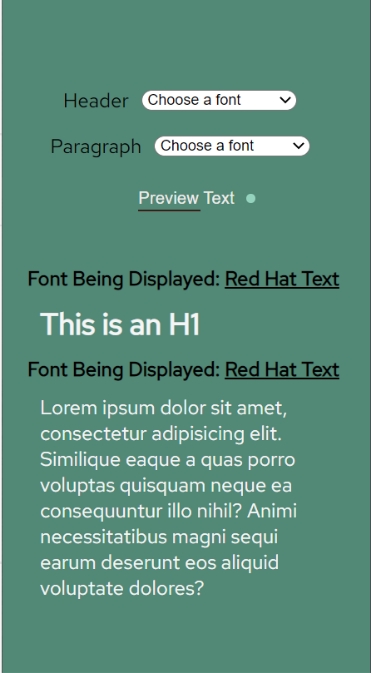 Header Choose a font
Paragraph Choose a font
Preview Text
Font Being Displayed: Red Hat Text
This is an H1
Font Being Displayed: Red Hat Text
Lorem ipsum dolor sit amet,
consectetur adipisicing elit.
Similique eaque a quas porro
voluptas quisquam neque ea
consequuntur illo nihil? Animi
necessitatibus magni sequi
earum deserunt eos aliquid
voluptate dolores?